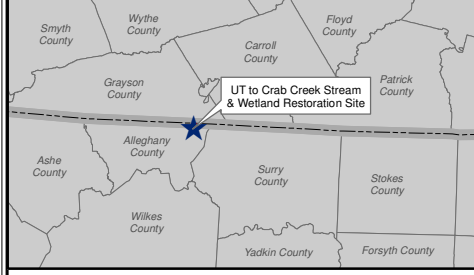 Smyth
County
Wythe
County
Floyd
County
Carroll
County
Grayson
County
Patrick
County
UT to Crab Creek Stream
& Wetland Restoration Site
Alleghany
County
Ashe
County
Surry
County
Stokes
County
Wilkes
County
Yadkin County
Forsyth County